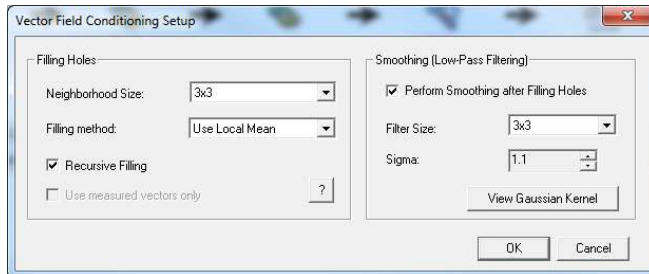 Vector Field Conditioning Setup
Filling Holes
Neighborhood Size: 3x3
Filling method: Use Local Mean
Recursive Filling
Use measured vectors only ?
Smoothing (Low-Pass Filtering)
Perform Smoothing after Filling Holes
Filter Size: 3x3
Sigma: 1.1
View Gaussian Kernel
OK Cancel